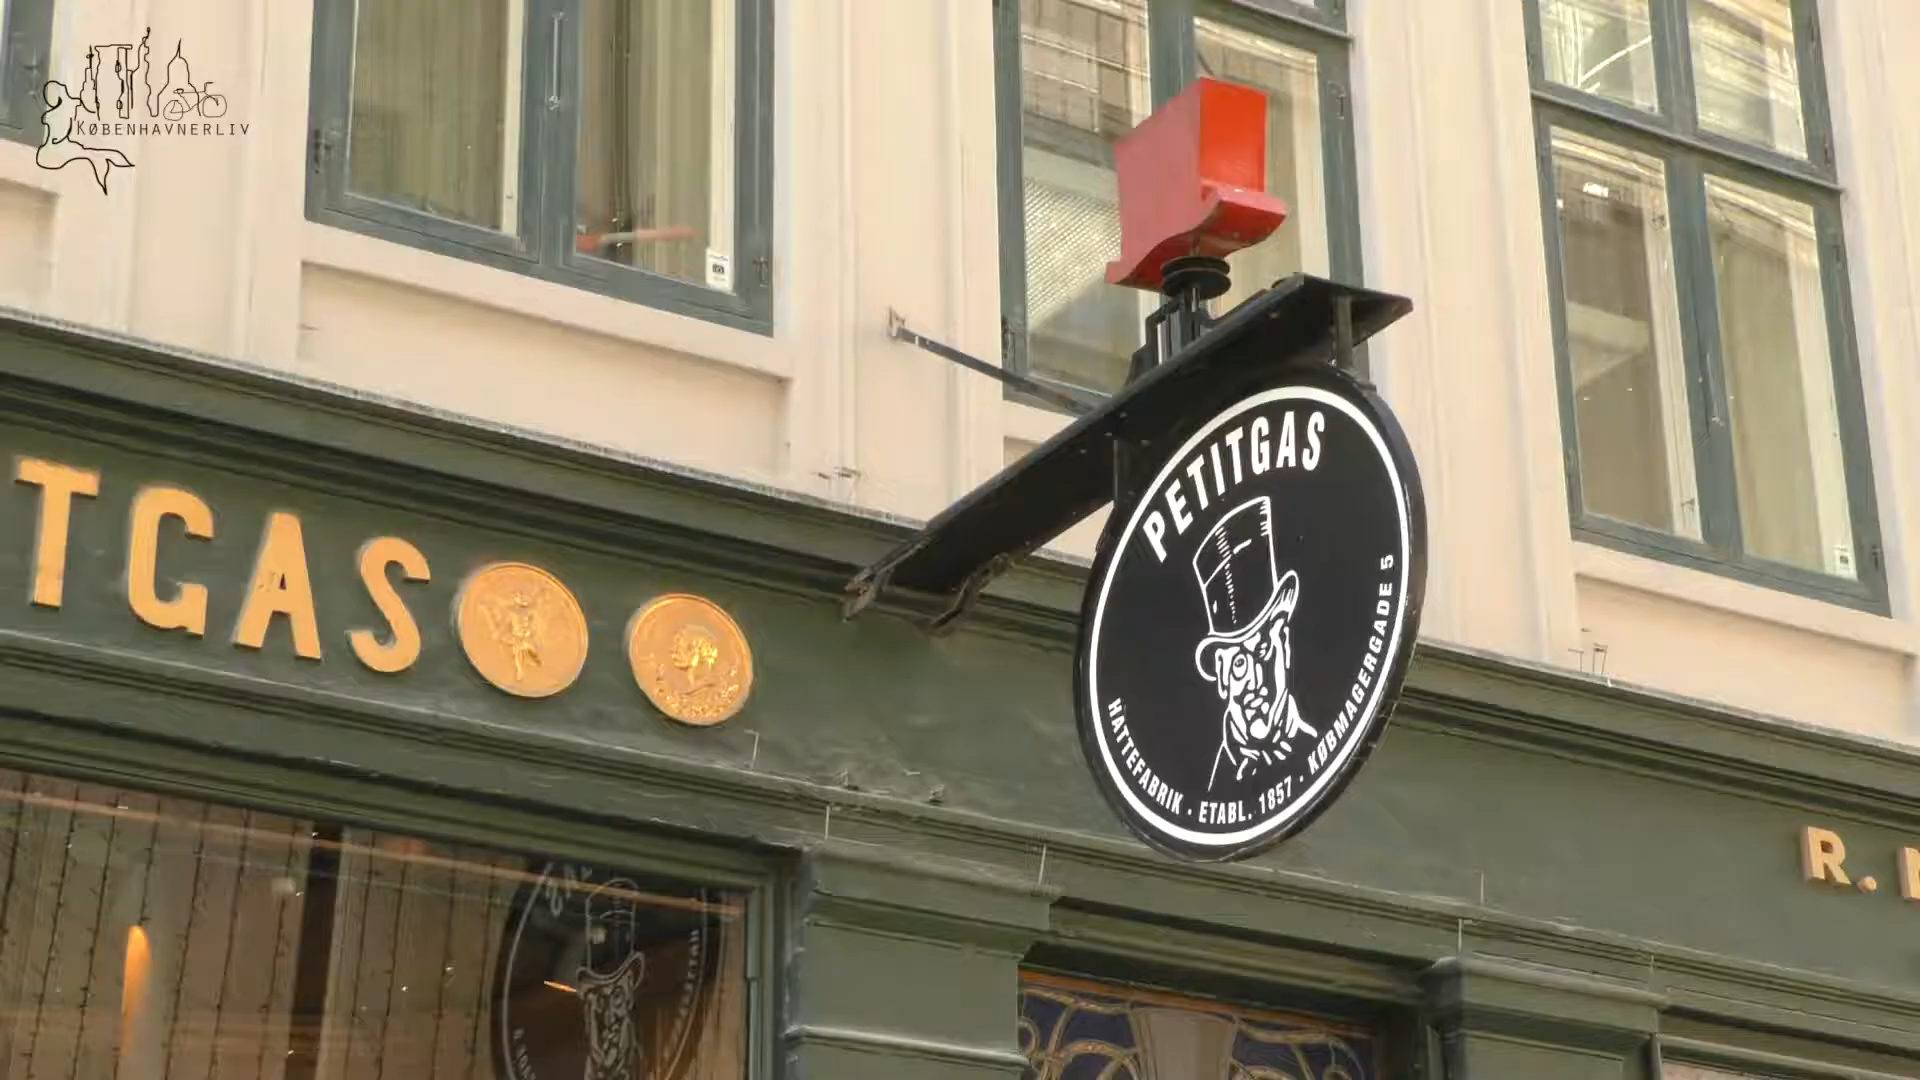 KØBENHAVNERLIV
TGAS
PETITGAS
HATTEFABRIK · ETABL. 1857 · KØBMAGERGADE 5
R.